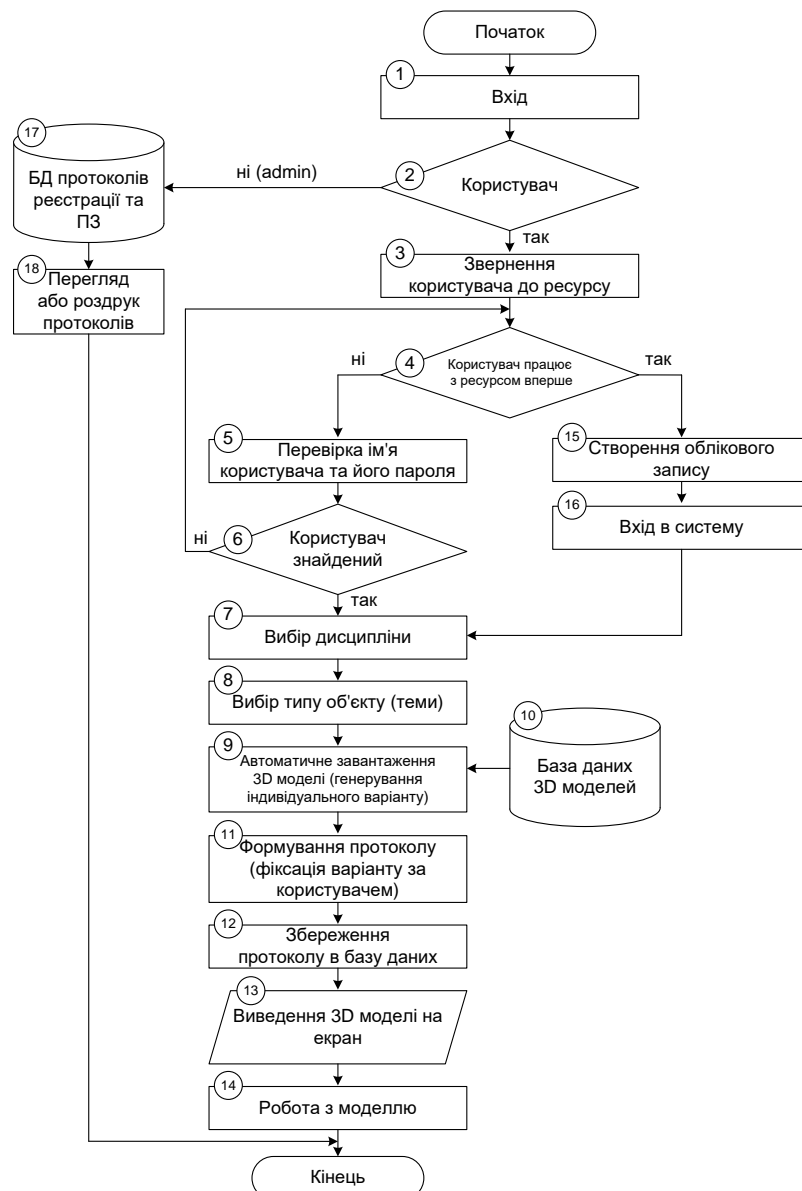 Початок
1
Вхід
17
БД протоколів
реєстрації та
ПЗ
ні (admin)
2
Користувач
так
3
Звернення
користувача до ресурсу
18
Перегляд
або роздрук
протоколів
ні
4
Користувач працює
з ресурсом вперше
так
5
Перевірка ім'я
користувача та його пароля
15
Створення облікового
запису
16
Вхід в систему
ні
6
Користувач
знайдений
так
7
Вибір дисципліни
8
Вибір типу об'єкту (теми)
9
Автоматичне завантаження
3D моделі (генерування
індивідуального варіанту)
10
База даних
3D моделей
11
Формування протоколу
(фіксація варіанту за
користувачем)
12
Збереження
протоколу в базу даних
13
Виведення 3D моделі на
екран
14
Робота з моделлю
Кінець